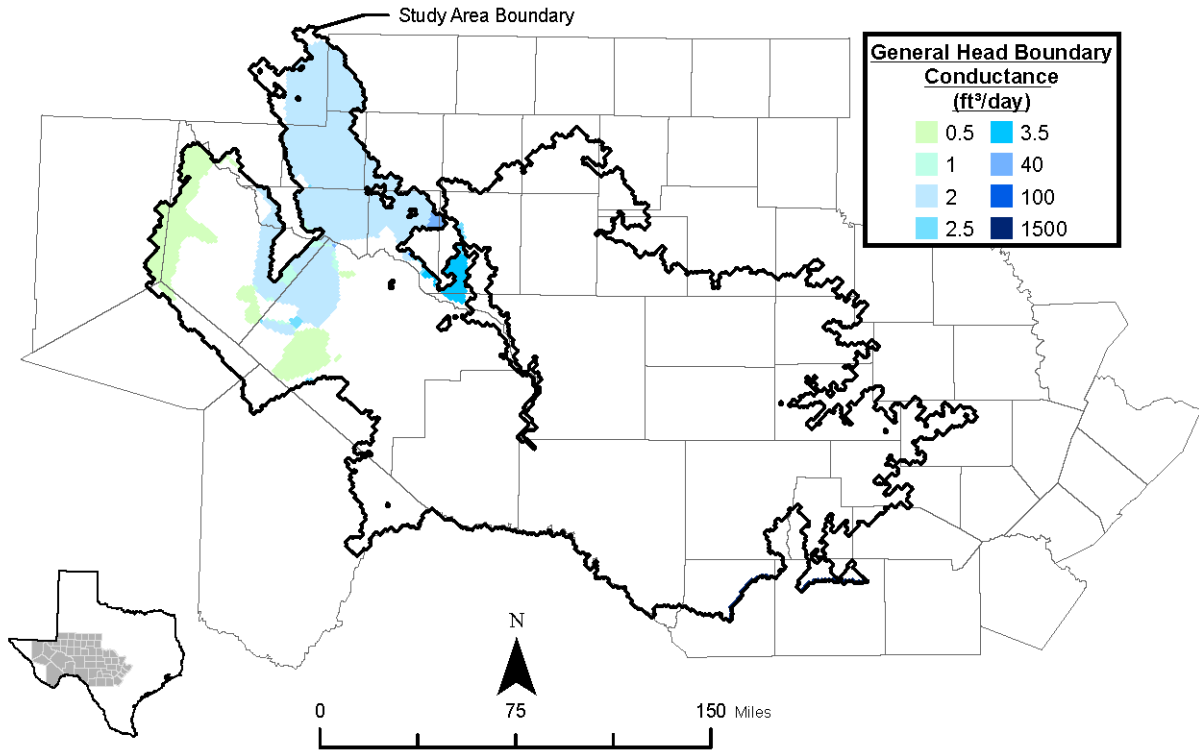 Study Area Boundary
General Head Boundary
Conductance
(ft³/day)
0.5 3.5
1 40
2 100
2.5 1500
N
0 75 150 Miles